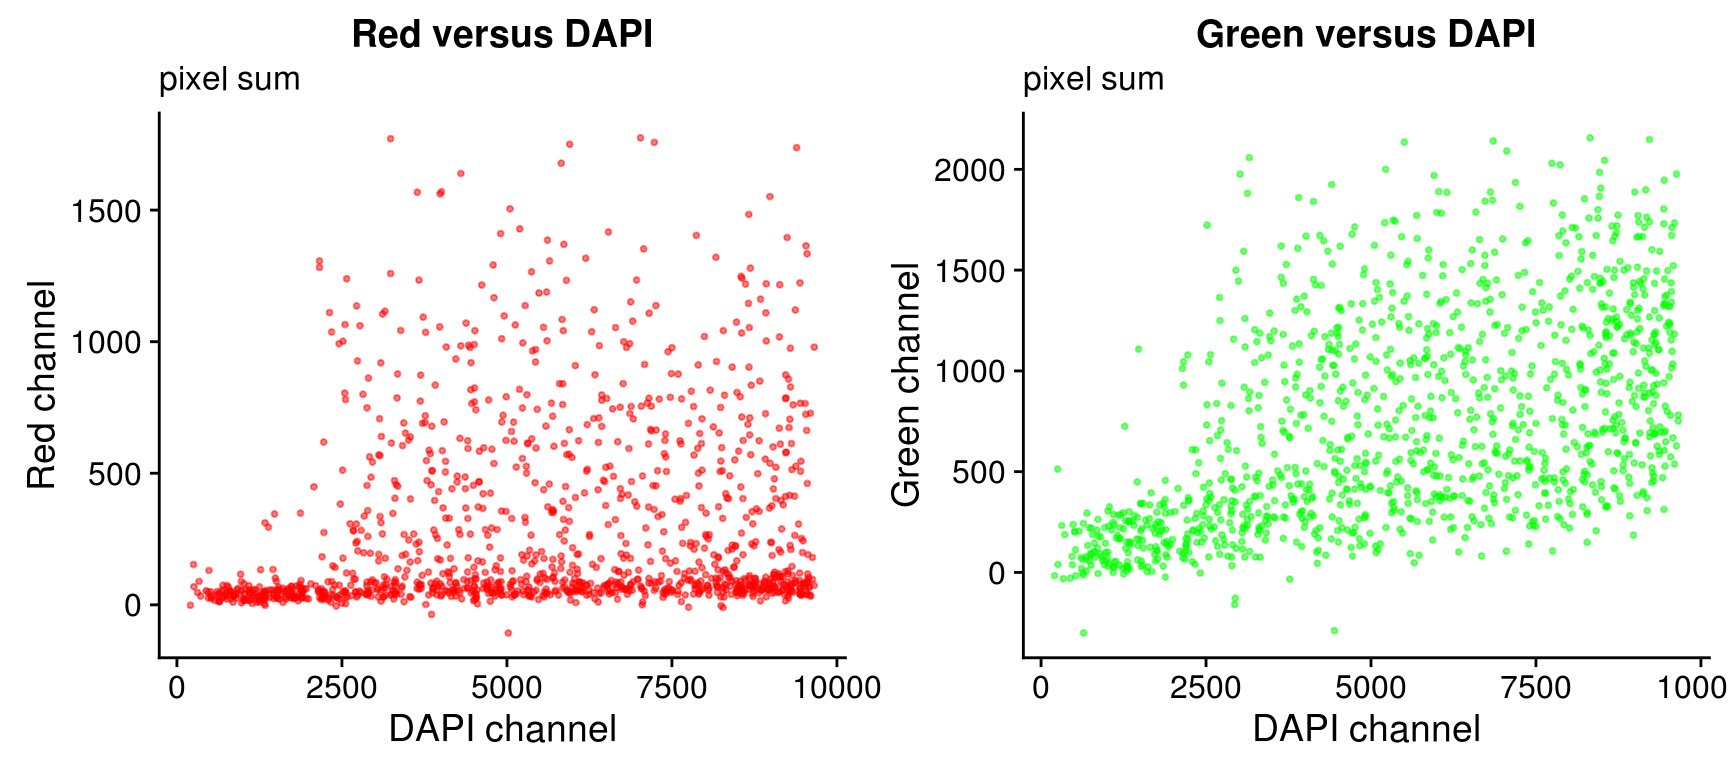 Red versus DAPI
pixel sum
Red channel
1500
1000
500
0
0 2500 5000 7500 10000
DAPI channel
Green versus DAPI
pixel sum
Green channel
2000
1500
1000
500
0
0 2500 5000 7500 1000
DAPI channel